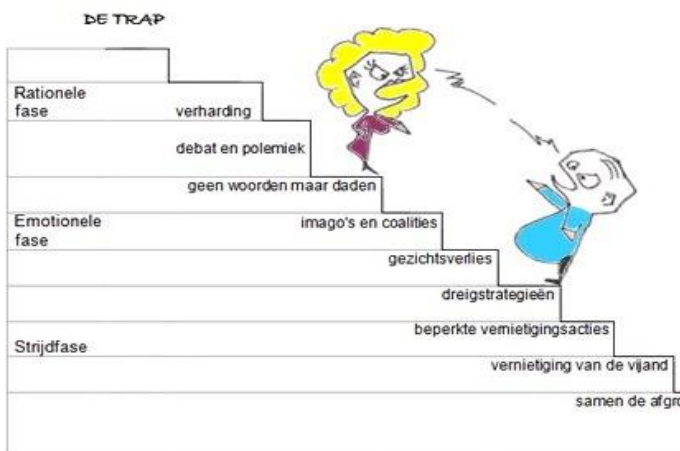 DE TRAP
Rationele
fase
verharding
debat en polemiek
geen woorden maar daden
Emotionele
fase
imago's en coalities
gezichtsverlies
dreigstrategieën
beperkte vernietigingsacties
Strijdfase
vernietiging van de vijand
samen de afgro